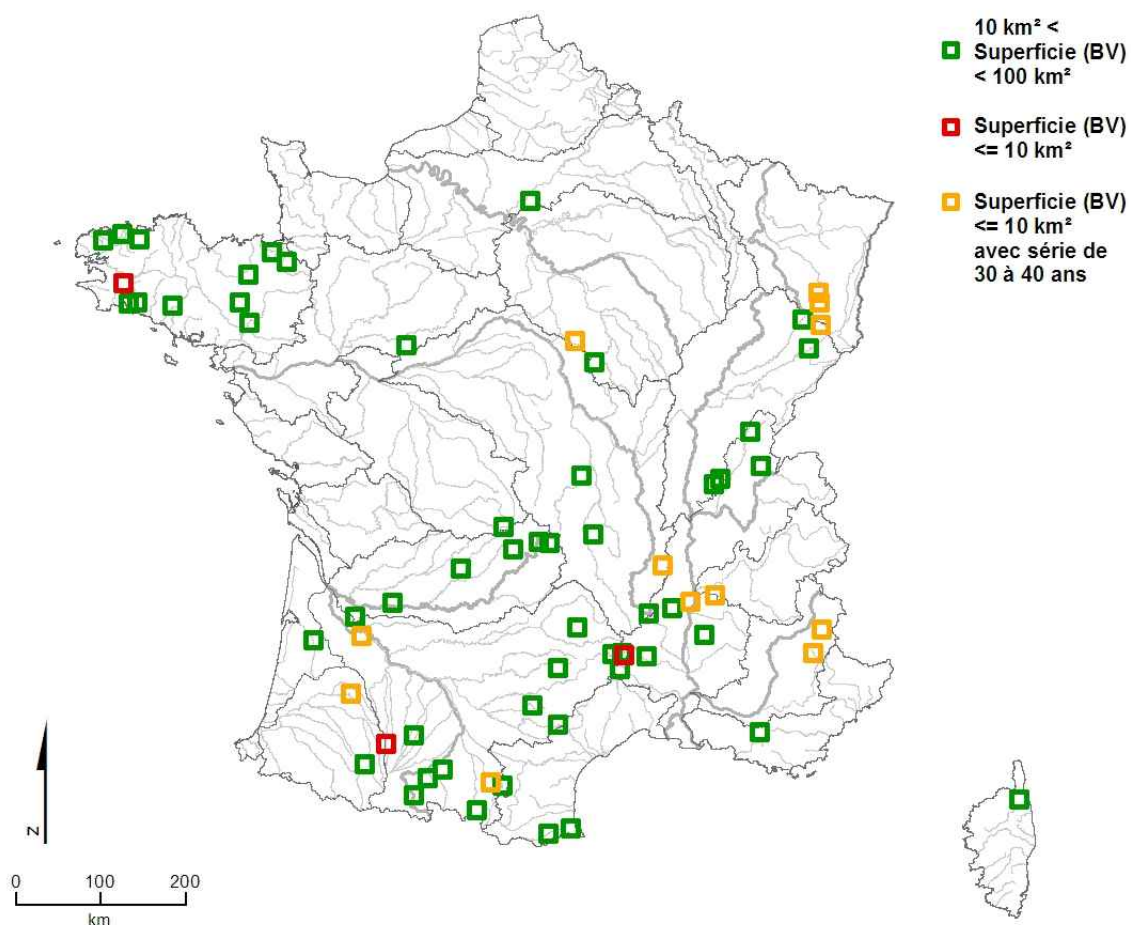 10 km² <
Superficie (BV)
< 100 km²
Superficie (BV)
<= 10 km²
Superficie (BV)
<= 10 km²
avec série de
30 à 40 ans
N
0 100 200
km